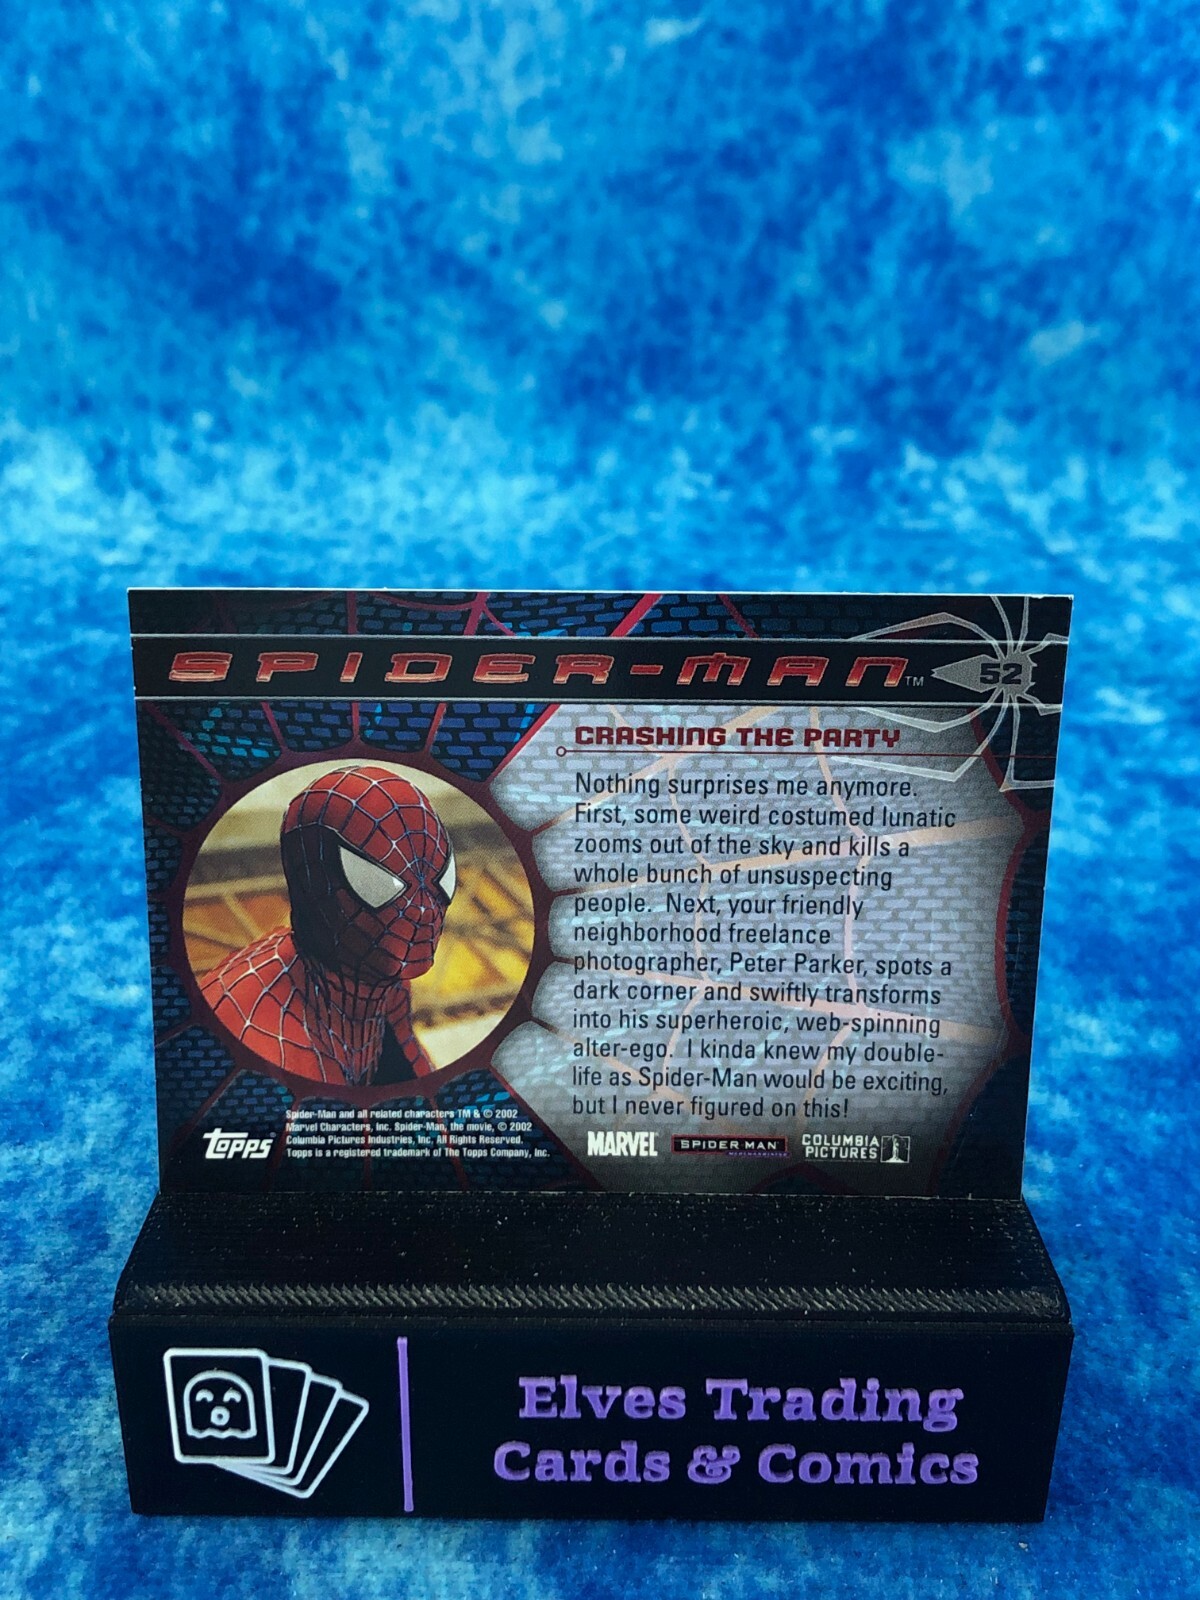 SPIDER-MAN™ 52
CRASHING THE PARTY
Nothing surprises me anymore.
First, some weird costumed lunatic
zooms out of the sky and kills a
whole bunch of unsuspecting
people. Next, your friendly
neighborhood freelance
photographer, Peter Parker, spots a
dark corner and swiftly transforms
into his superheroic, web-spinning
alter-ego. I kinda knew my double-
life as Spider-Man would be exciting,
but I never figured on this!
Spider-Man and all related characters TM & © 2002
Marvel Characters, Inc. Spider-Man, the movie, © 2002
Columbia Pictures Industries, Inc. All Rights Reserved.
Topps is a registered trademark of The Topps Company, Inc.
topps
MARVEL
SPIDER-MAN
COLUMBIA
PICTURES
Elves Trading
Cards & Comics